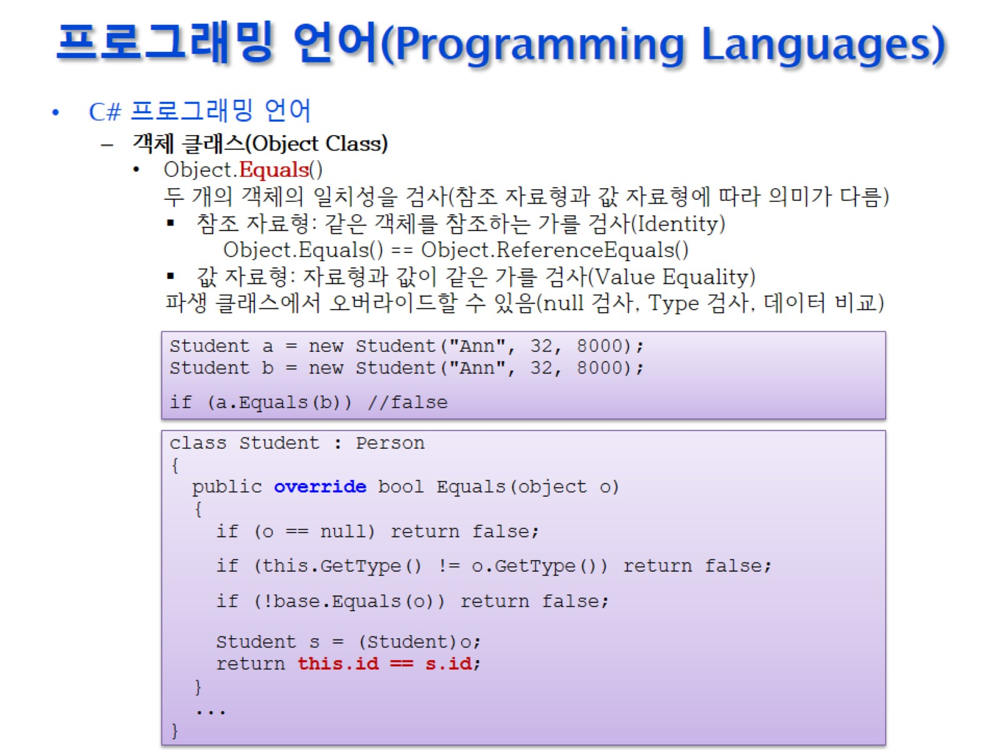 프로그래밍 언어(Programming Languages)
• C# 프로그래밍 언어
– 객체 클래스(Object Class)
• Object.Equals()
두 개의 객체의 일치성을 검사(참조 자료형과 값 자료형에 따라 의미가 다름)
▪ 참조 자료형: 같은 객체를 참조하는 가를 검사(Identity)
Object.Equals() == Object.ReferenceEquals()
▪ 값 자료형: 자료형과 값이 같은 가를 검사(Value Equality)
파생 클래스에서 오버라이드할 수 있음(null 검사, Type 검사, 데이터 비교)
Student a = new Student("Ann", 32, 8000);
Student b = new Student("Ann", 32, 8000);
if (a.Equals(b)) //false
class Student : Person
{
public override bool Equals(object o)
{
if (o == null) return false;
if (this.GetType() != o.GetType()) return false;
if (!base.Equals(o)) return false;
Student s = (Student)o;
return this.id == s.id;
}
...
}